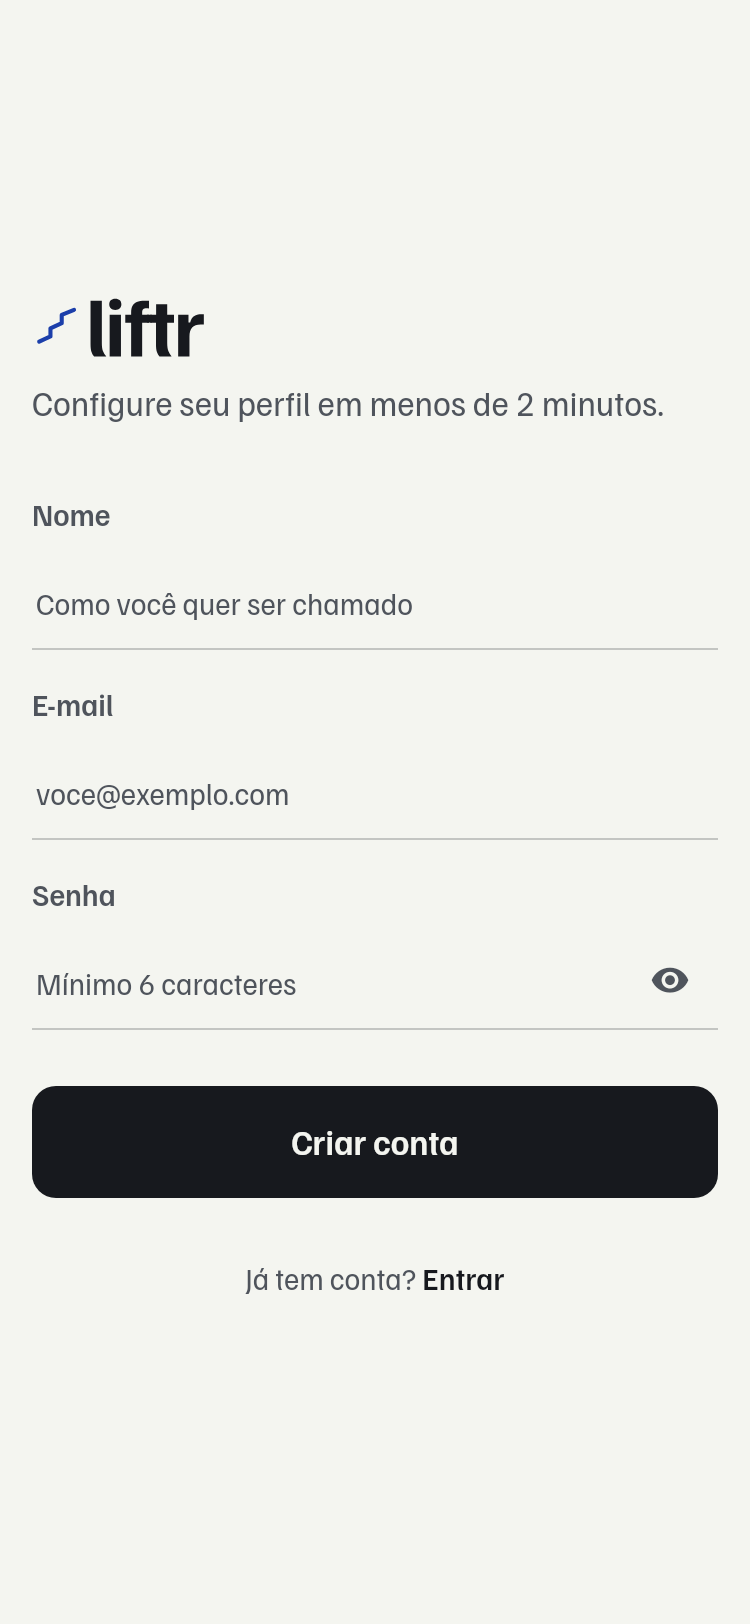 liftr
Configure seu perfil em menos de 2 minutos.
Nome
Como você quer ser chamado
E-mail
voce@exemplo.com
Senha
Mínimo 6 caracteres
Criar conta
Já tem conta? Entrar